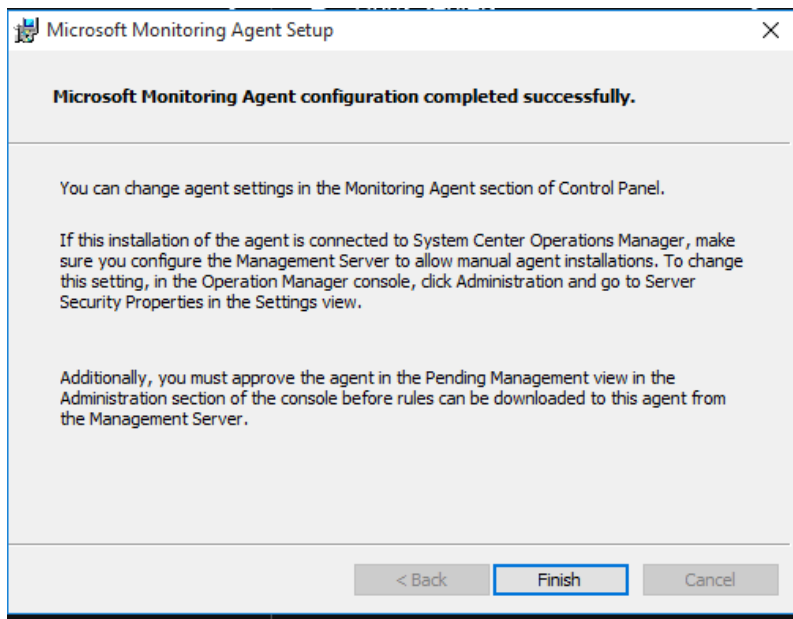 Microsoft Monitoring Agent Setup
Microsoft Monitoring Agent configuration completed successfully.
You can change agent settings in the Monitoring Agent section of Control Panel.
If this installation of the agent is connected to System Center Operations Manager, make
sure you configure the Management Server to allow manual agent installations. To change
this setting, in the Operation Manager console, click Administration and go to Server
Security Properties in the Settings view.
Additionally, you must approve the agent in the Pending Management view in the
Administration section of the console before rules can be downloaded to this agent from
the Management Server.
< Back
Finish
Cancel